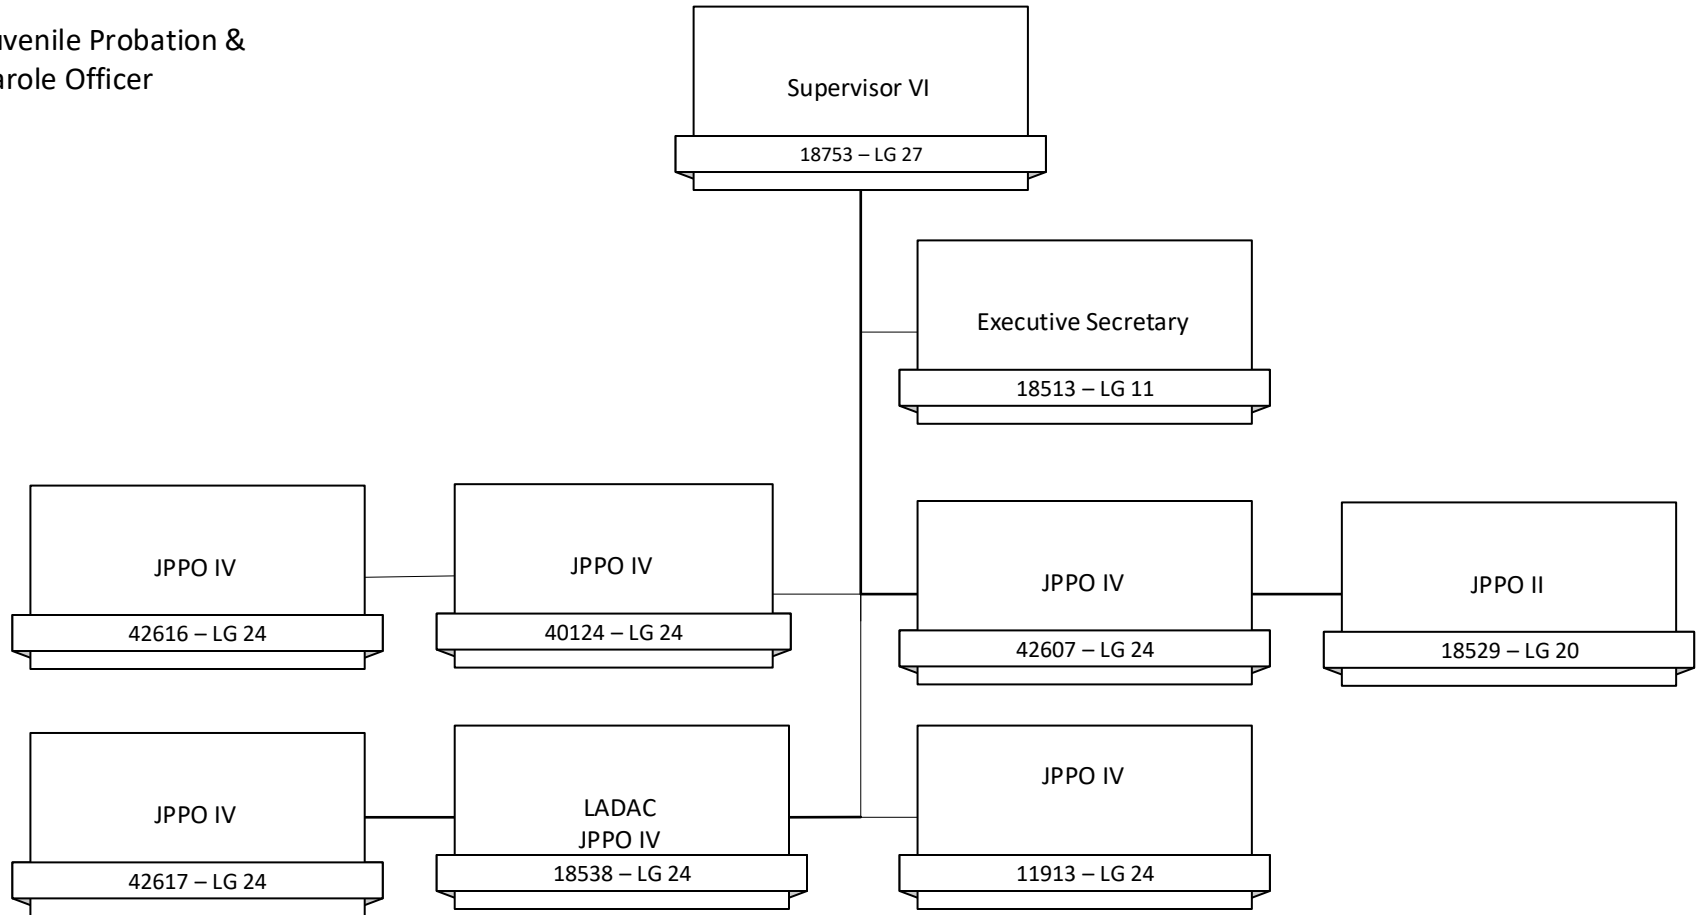 uvenile Probation &
arole Officer
Supervisor VI
18753 – LG 27
Executive Secretary
18513 – LG 11
JPPO IV
42616 – LG 24
JPPO IV
40124 – LG 24
JPPO IV
42607 – LG 24
JPPO II
18529 – LG 20
JPPO IV
42617 – LG 24
LADAC
JPPO IV
18538 – LG 24
JPPO IV
11913 – LG 24